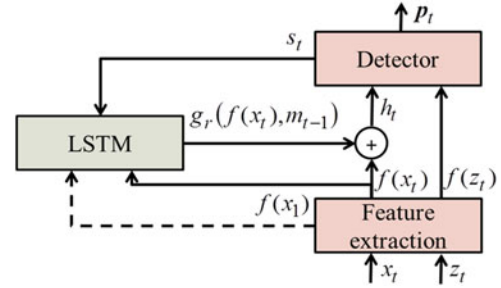 p_t
s_t
Detector
g_r(f(x_t), m_{t-1})
h_t
LSTM
+
f(x_t)
f(z_t)
f(x_1)
Feature
extraction
x_t
z_t